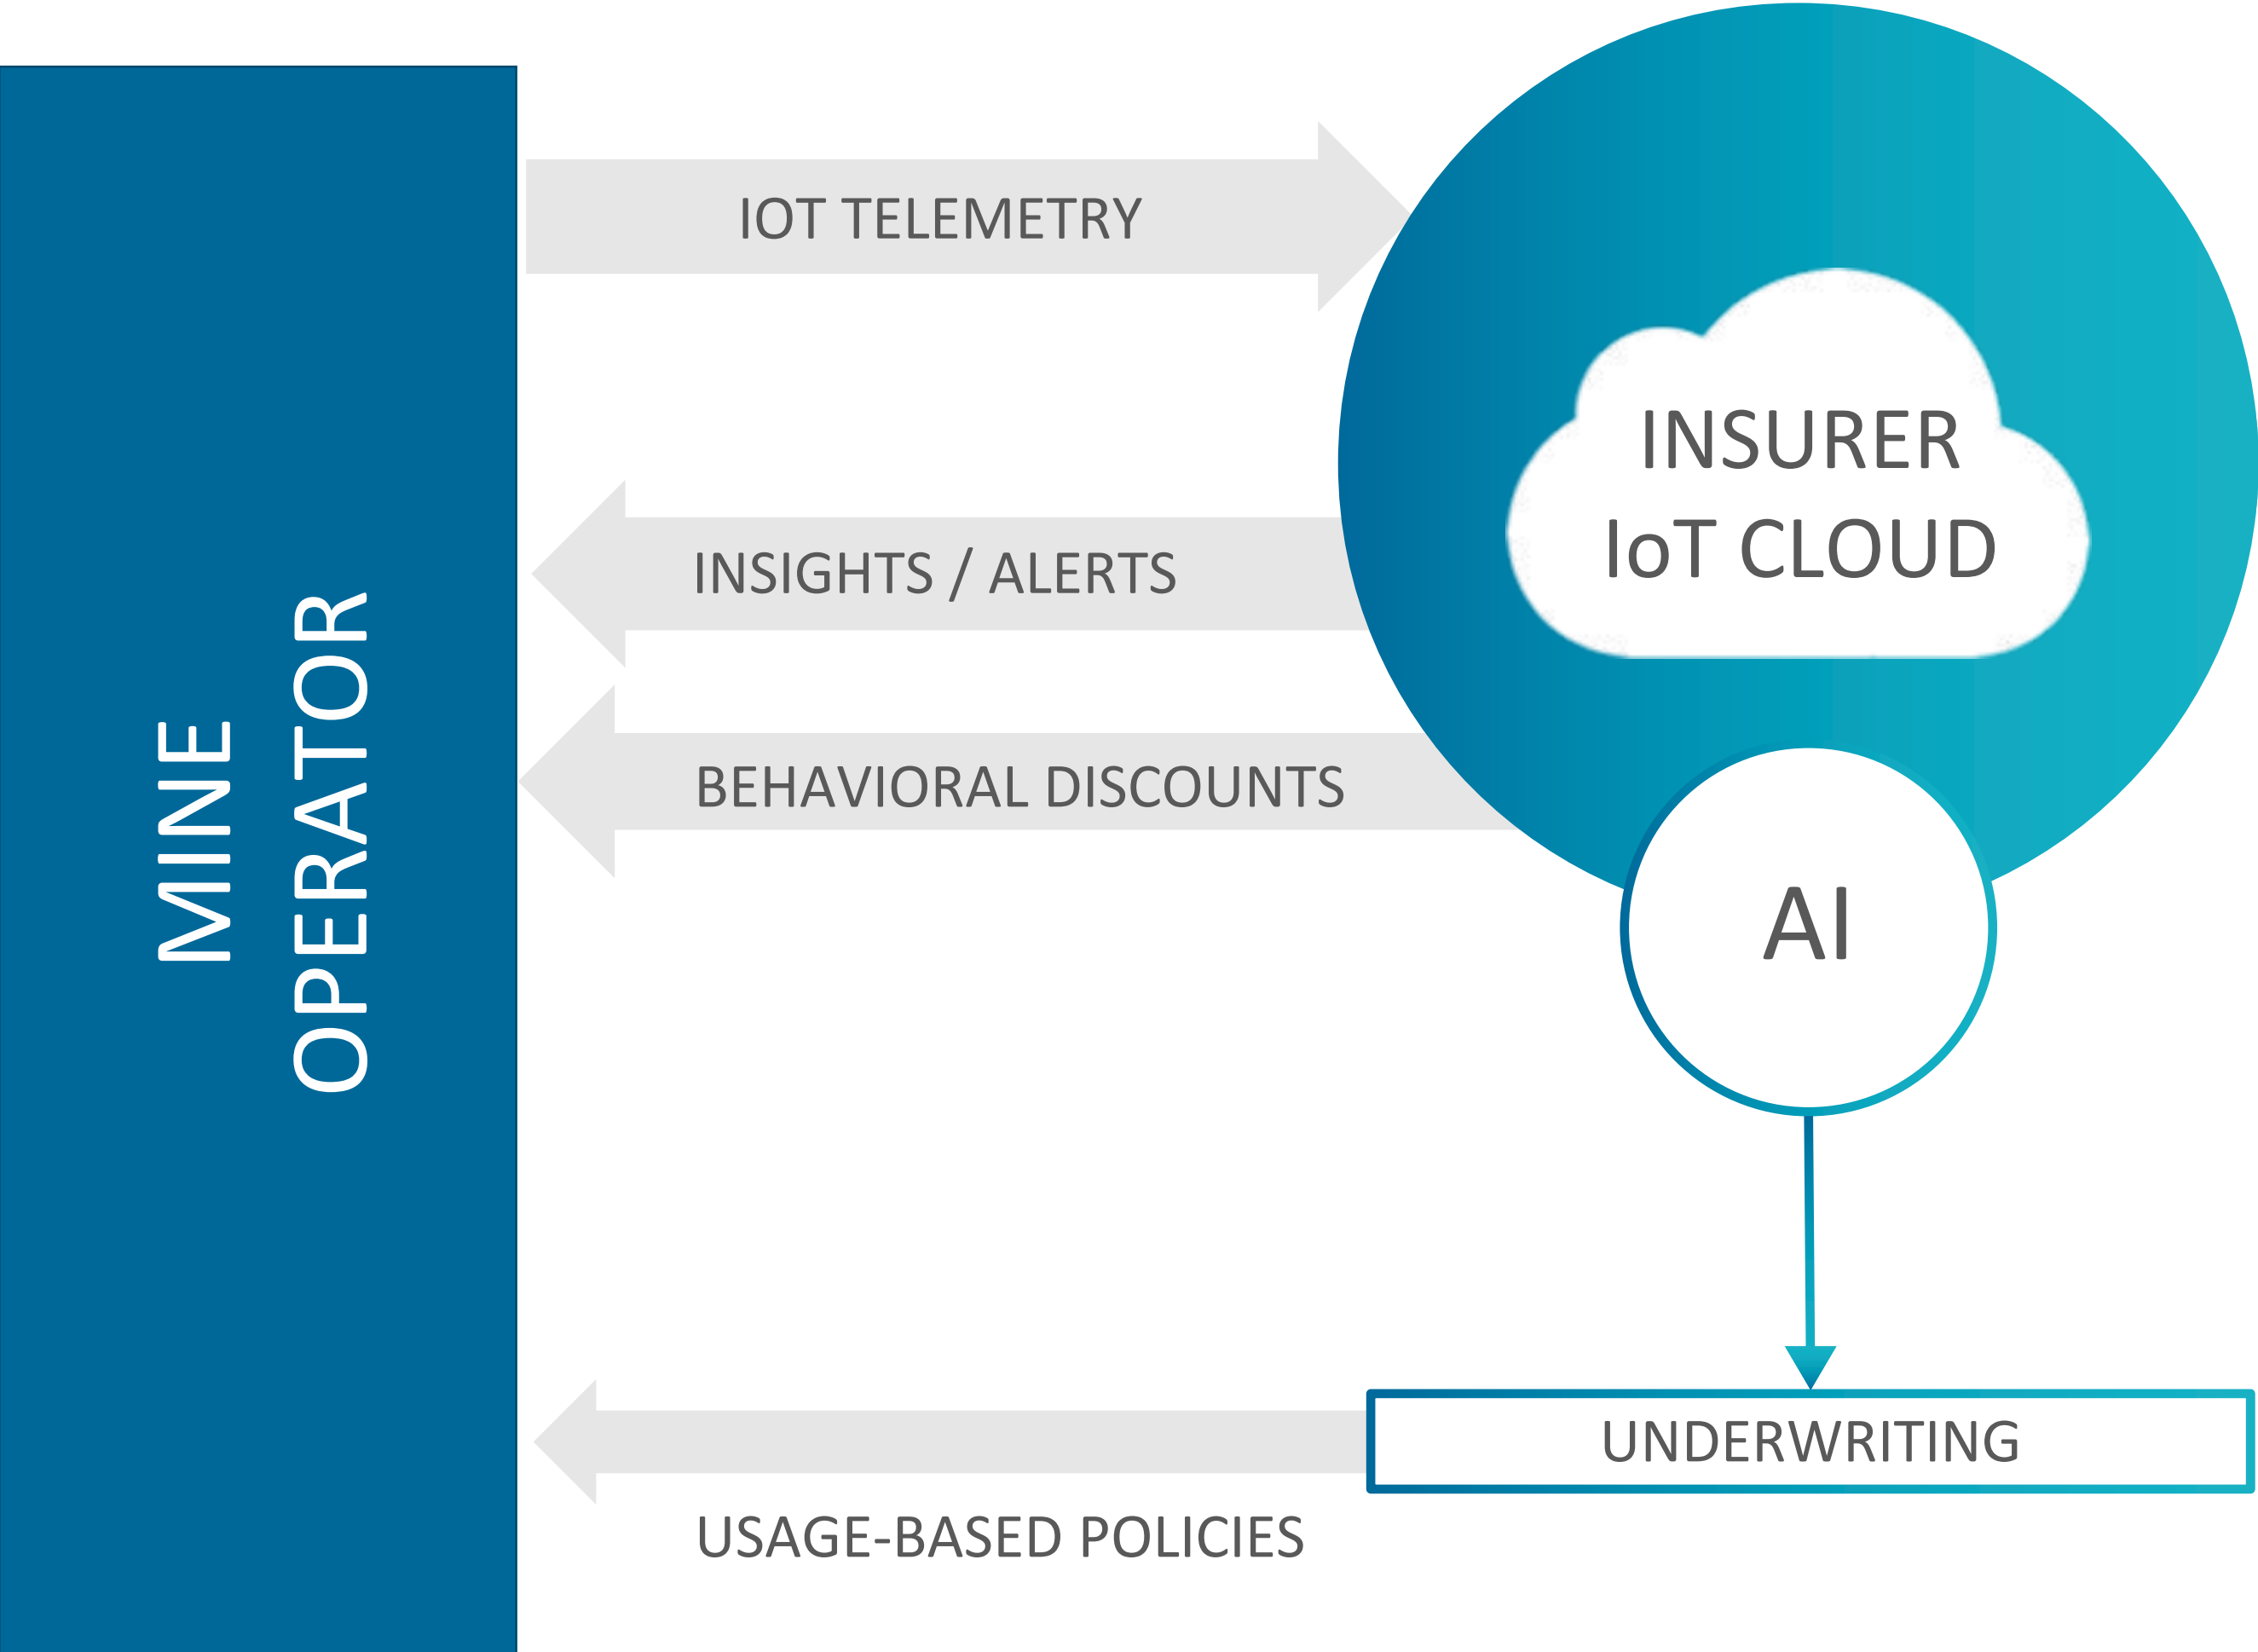 MINE
OPERATOR
IOT TELEMETRY
INSURER
IoT CLOUD
INSIGHTS / ALERTS
BEHAVIORAL DISCOUNTS
AI
UNDERWRITING
USAGE-BASED POLICIES